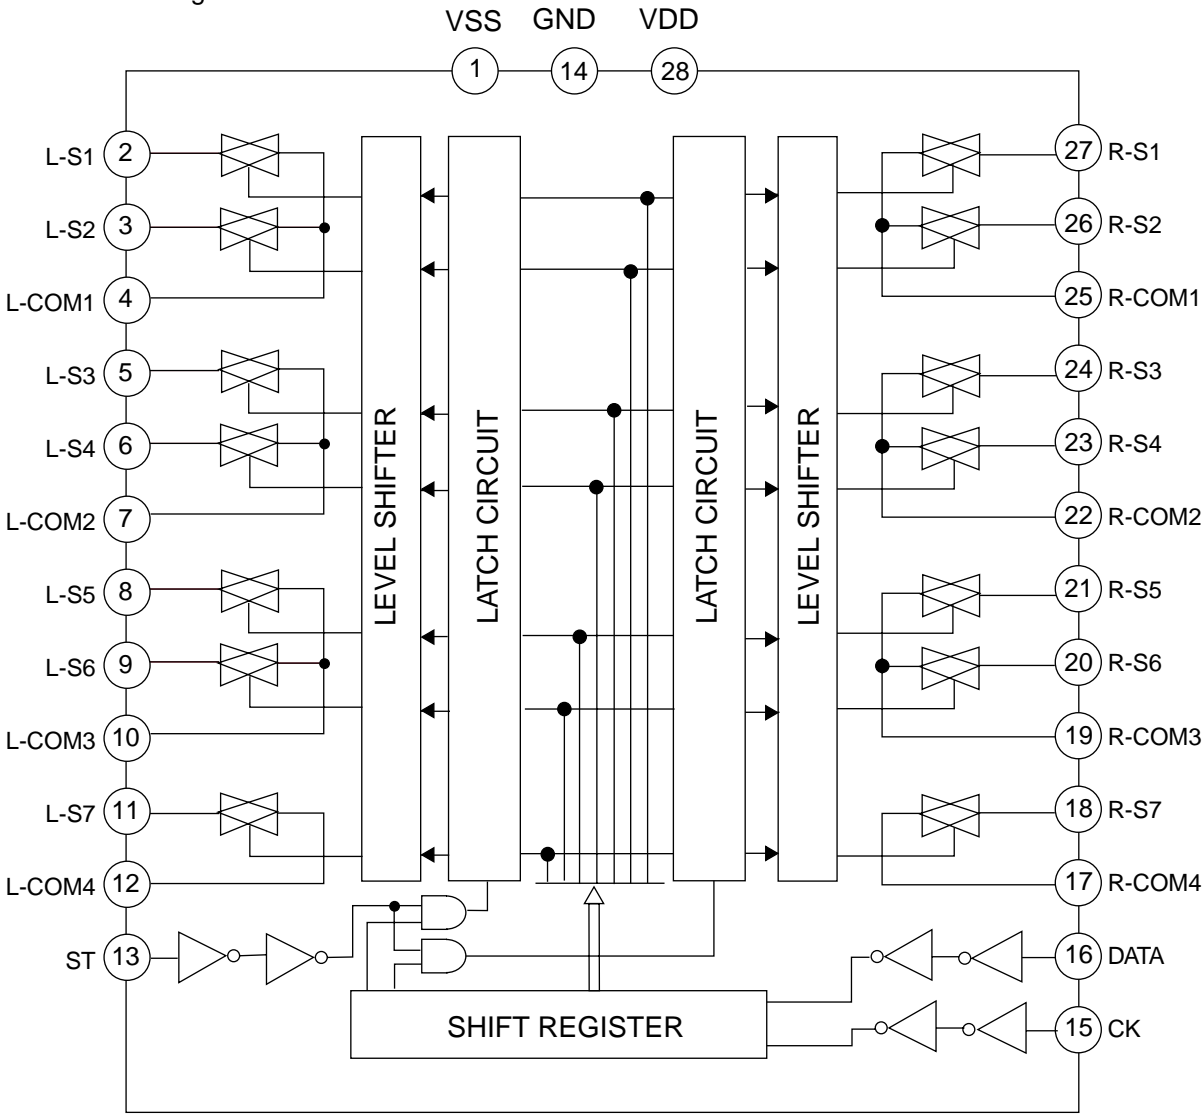 VSS GND VDD
1 14 28
L-S1 2
L-S2 3
L-COM1 4
L-S3 5
L-S4 6
L-COM2 7
L-S5 8
L-S6 9
L-COM3 10
L-S7 11
L-COM4 12
ST 13
LEVEL SHIFTER
LATCH CIRCUIT
LATCH CIRCUIT
LEVEL SHIFTER
27 R-S1
26 R-S2
25 R-COM1
24 R-S3
23 R-S4
22 R-COM2
21 R-S5
20 R-S6
19 R-COM3
18 R-S7
17 R-COM4
16 DATA
15 CK
SHIFT REGISTER